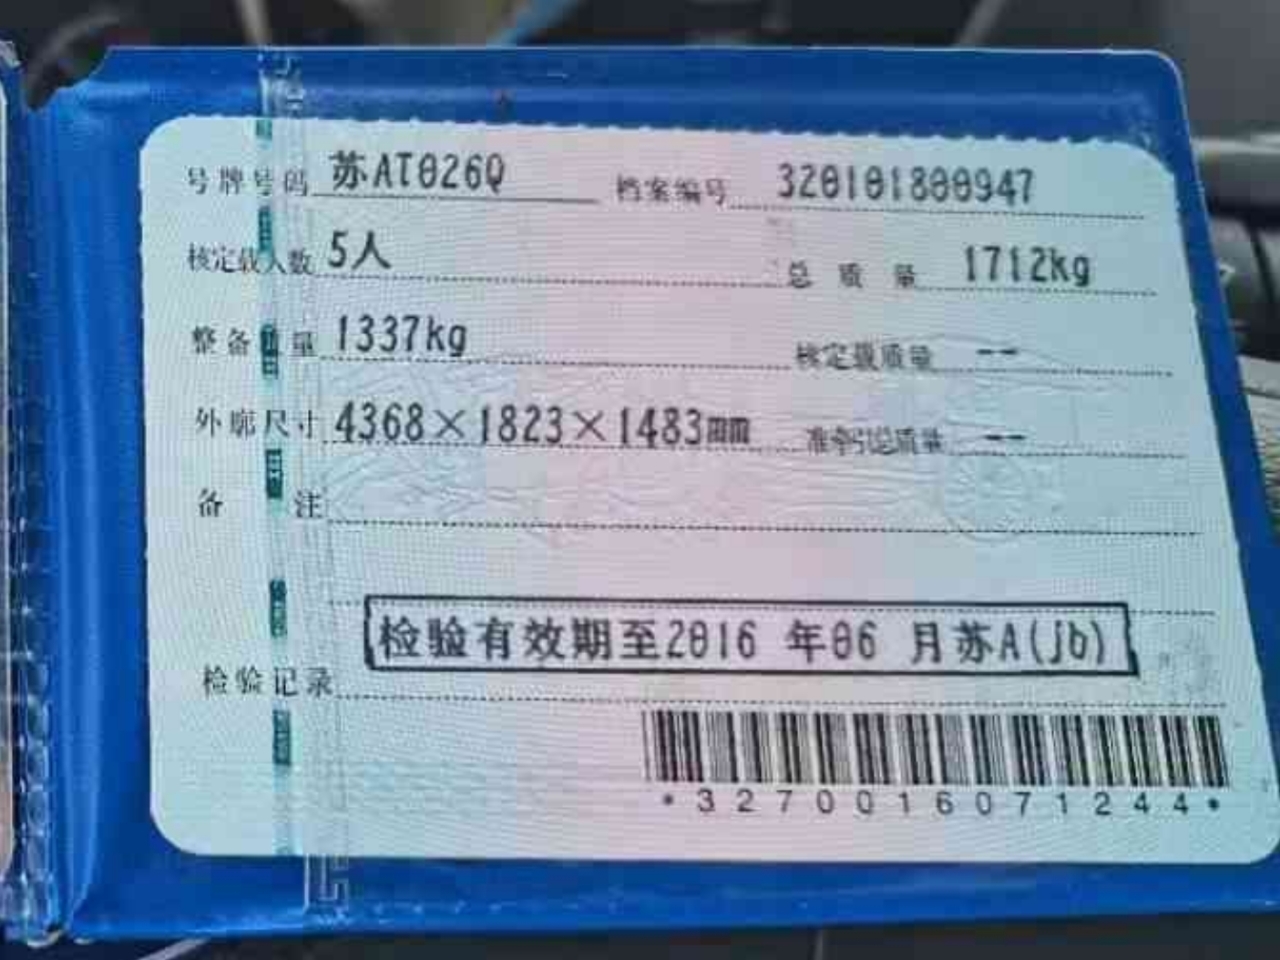 号牌号码 苏AT026Q 档案编号 320101800947
核定载人数 5人 总质量 1712kg
整备质量 1337kg 核定载质量 --
外廓尺寸 4368×1823×1483mm 准牵引总质量 --
备注
检验有效期至2016 年06 月苏A(jb)
检验记录
*3270016071244*